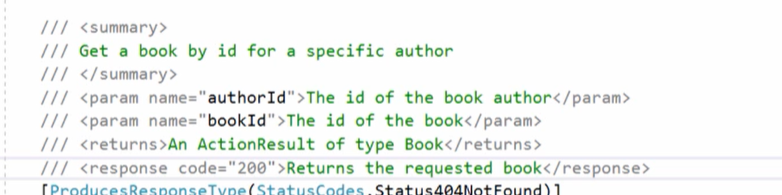 /// <summary>
/// Get a book by id for a specific author
/// </summary>
/// <param name="authorId">The id of the book author</param>
/// <param name="bookId">The id of the book</param>
/// <returns>An ActionResult of type Book</returns>
/// <response code="200">Returns the requested book</response>
[ProducesResponseType(StatusCodes.Status404NotFound)]